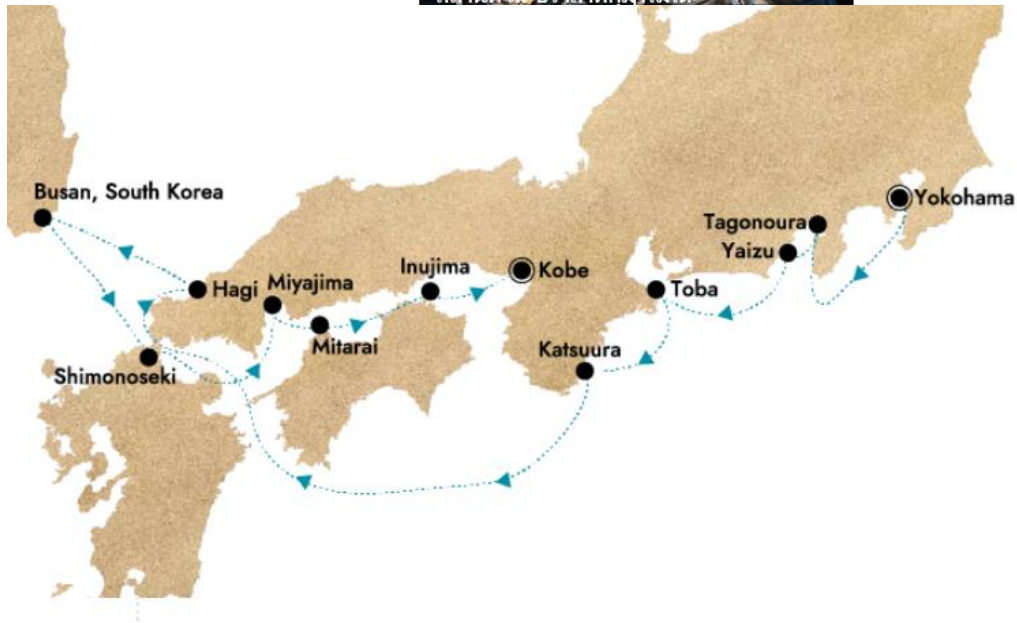 Busan, South Korea
Yokohama
Tagonoura
Yaizu
Inujima
Kobe
Hagi
Miyajima
Toba
Mitarai
Katsuura
Shimonoseki